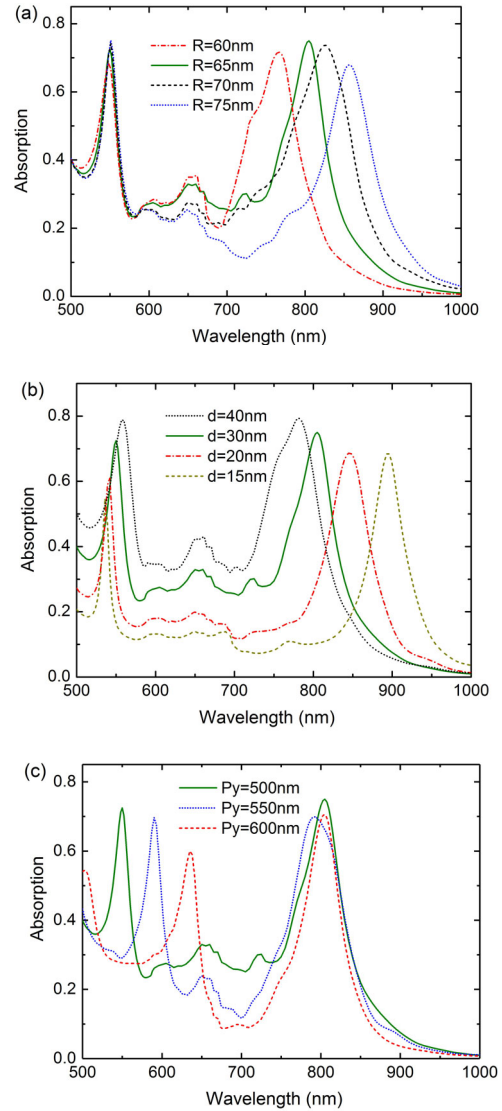 (a)
R=60nm
R=65nm
R=70nm
R=75nm
Absorption
0.8
0.6
0.4
0.2
0.0
500 600 700 800 900 1000
Wavelength (nm)
(b)
d=40nm
d=30nm
d=20nm
d=15nm
Absorption
0.8
0.6
0.4
0.2
0.0
500 600 700 800 900 1000
Wavelength (nm)
(c)
Py=500nm
Py=550nm
Py=600nm
Absorption
0.8
0.6
0.4
0.2
0.0
500 600 700 800 900 1000
Wavelength (nm)